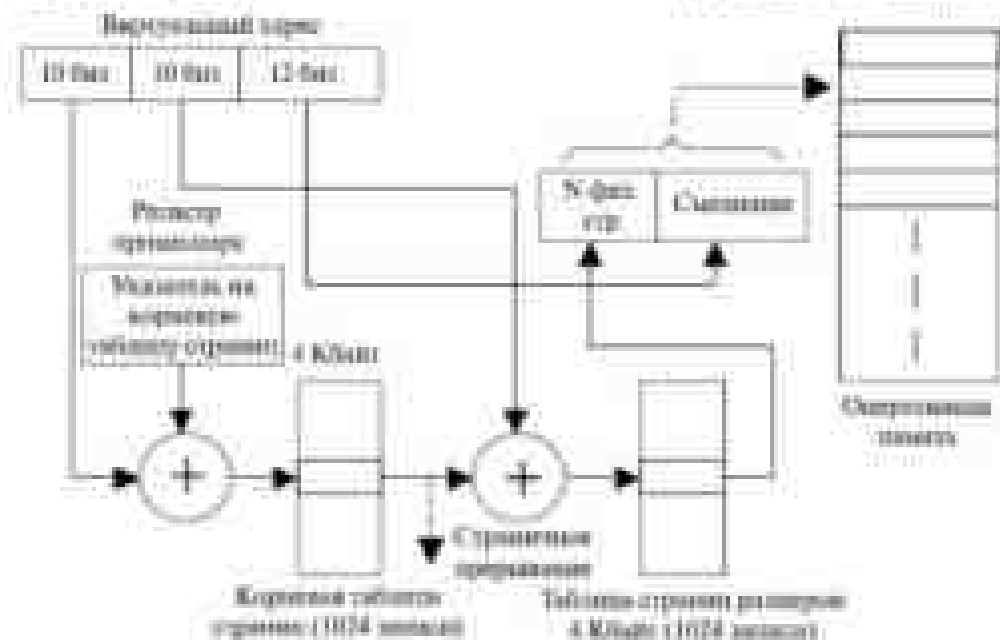 Виртуальный адрес
10 бит
10 бит
12 бит
Регистр
процессора
Указатель на
корневую
таблицу страниц
4 Кбайт
N физ.
стр.
Смещение
Оперативная
память
Страничное
прерывание
Корневая таблица
страниц (1024 записи)
Таблица страниц размером
4 Кбайт (1024 записи)